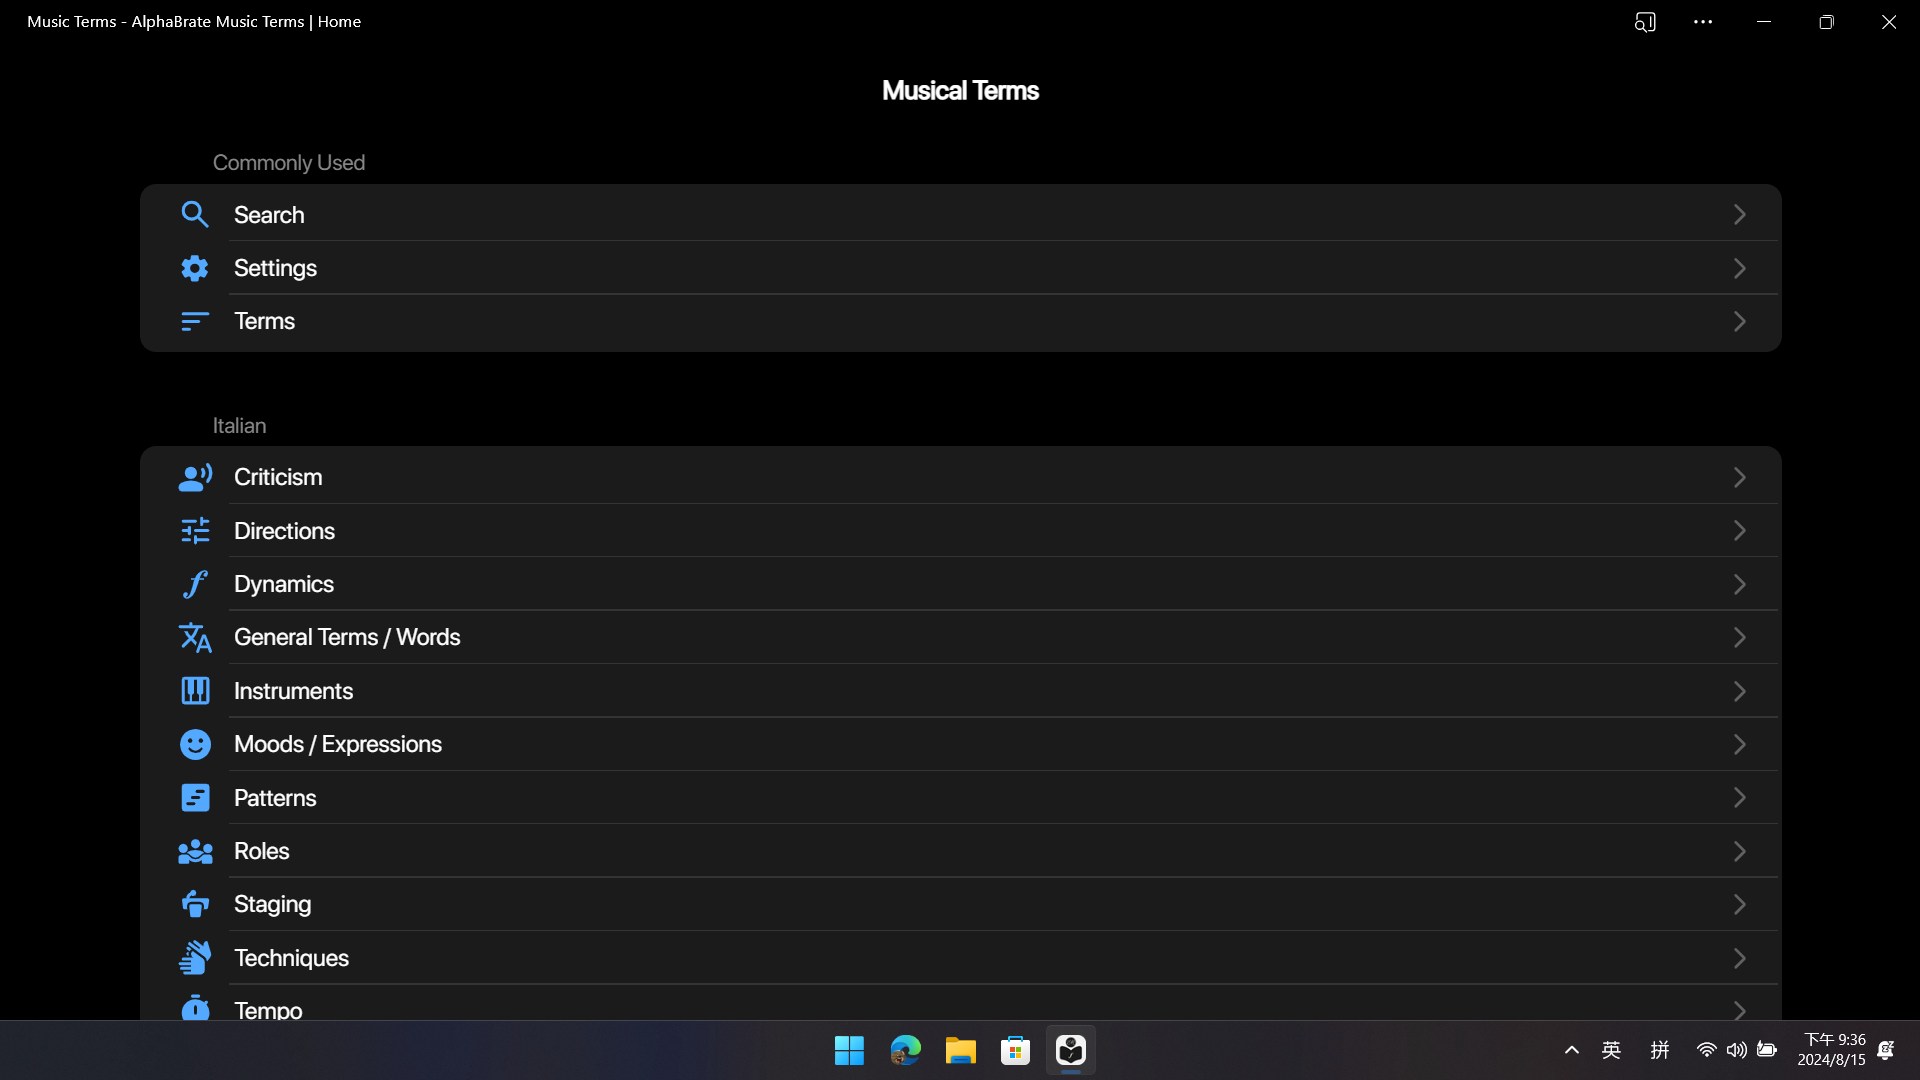 Music Terms - AlphaBrate Music Terms | Home
Musical Terms
Commonly Used
Search
Settings
Terms
Italian
Criticism
Directions
Dynamics
General Terms / Words
Instruments
Moods / Expressions
Patterns
Roles
Staging
Techniques
Tempo
英
拼
下午 9:36
2024/8/15